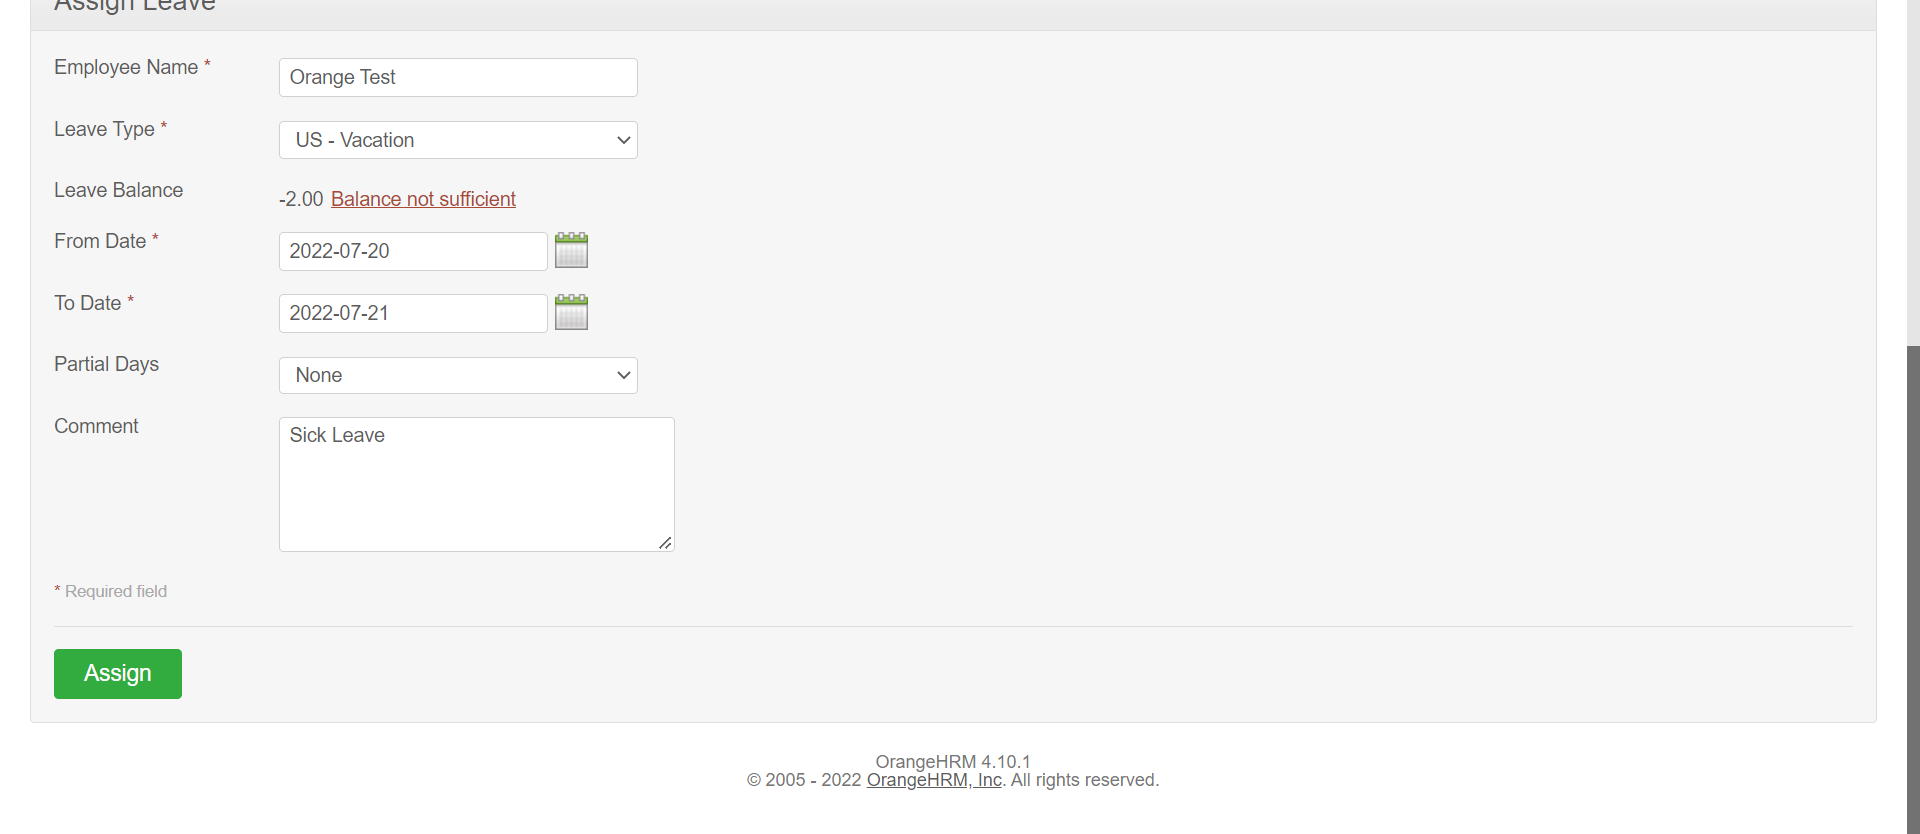 Assign Leave
Employee Name *
Orange Test
Leave Type *
US - Vacation
Leave Balance
-2.00 Balance not sufficient
From Date *
2022-07-20
To Date *
2022-07-21
Partial Days
None
Comment
Sick Leave
* Required field
Assign
OrangeHRM 4.10.1
© 2005 - 2022 OrangeHRM, Inc. All rights reserved.